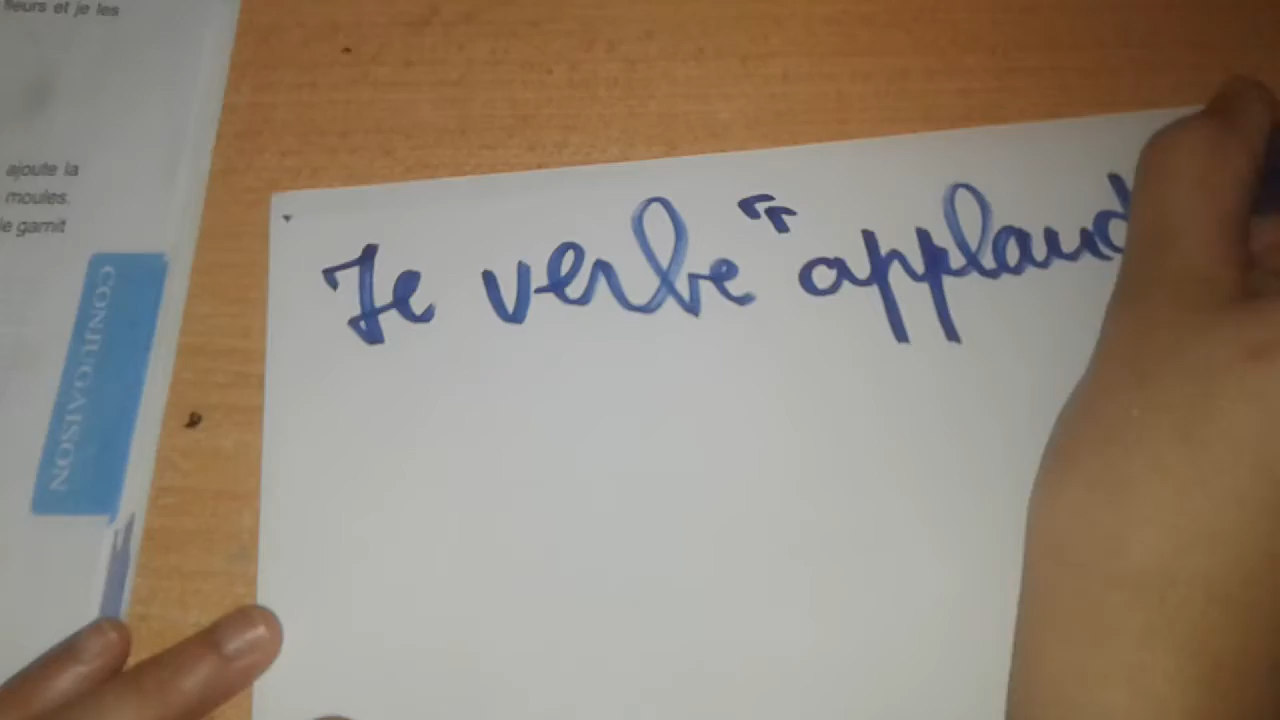 fleurs et je les
ajoute la
moules.
le garnit
CONJUGAISON
Le verbe "applaud